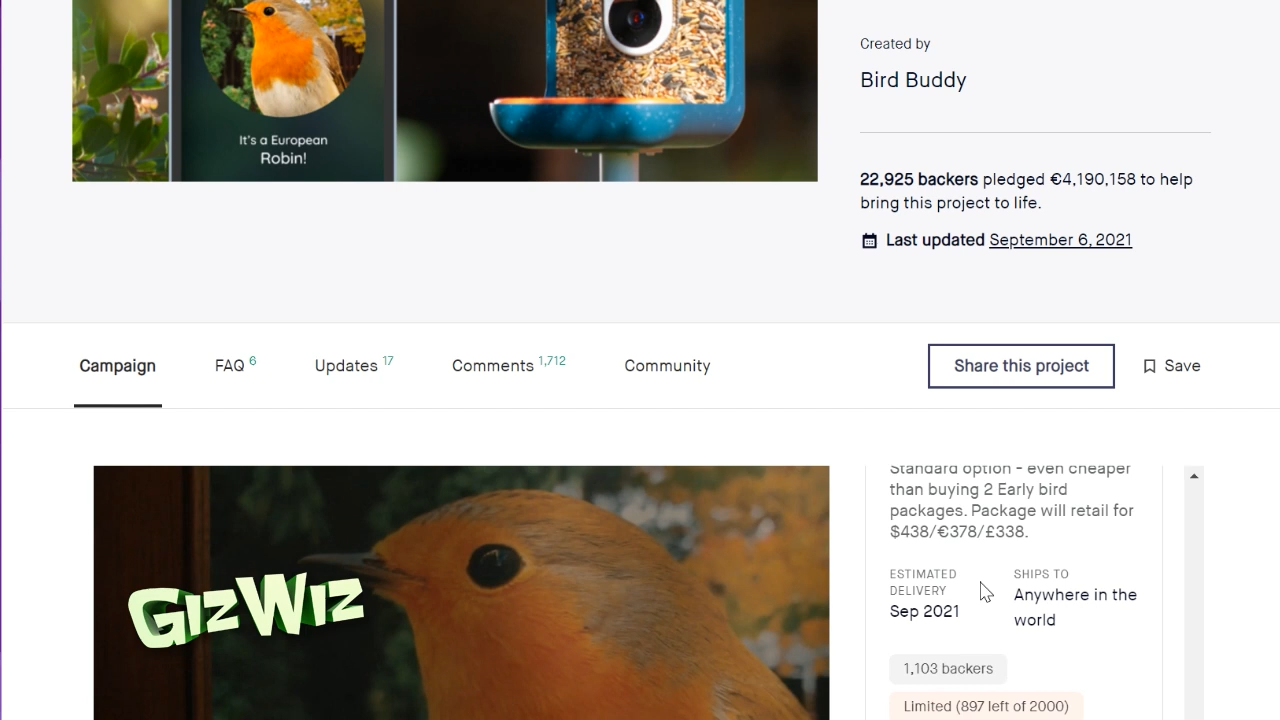 It's a European
Robin!
Created by
Bird Buddy
22,925 backers pledged €4,190,158 to help
bring this project to life.
Last updated September 6, 2021
Campaign
FAQ 6
Updates 17
Comments 1,712
Community
Share this project
Save
GIZWIZ
Standard option - even cheaper
than buying 2 Early bird
packages. Package will retail for
$438/€378/£338.
ESTIMATED
DELIVERY
Sep 2021
SHIPS TO
Anywhere in the
world
1,103 backers
Limited (897 left of 2000)